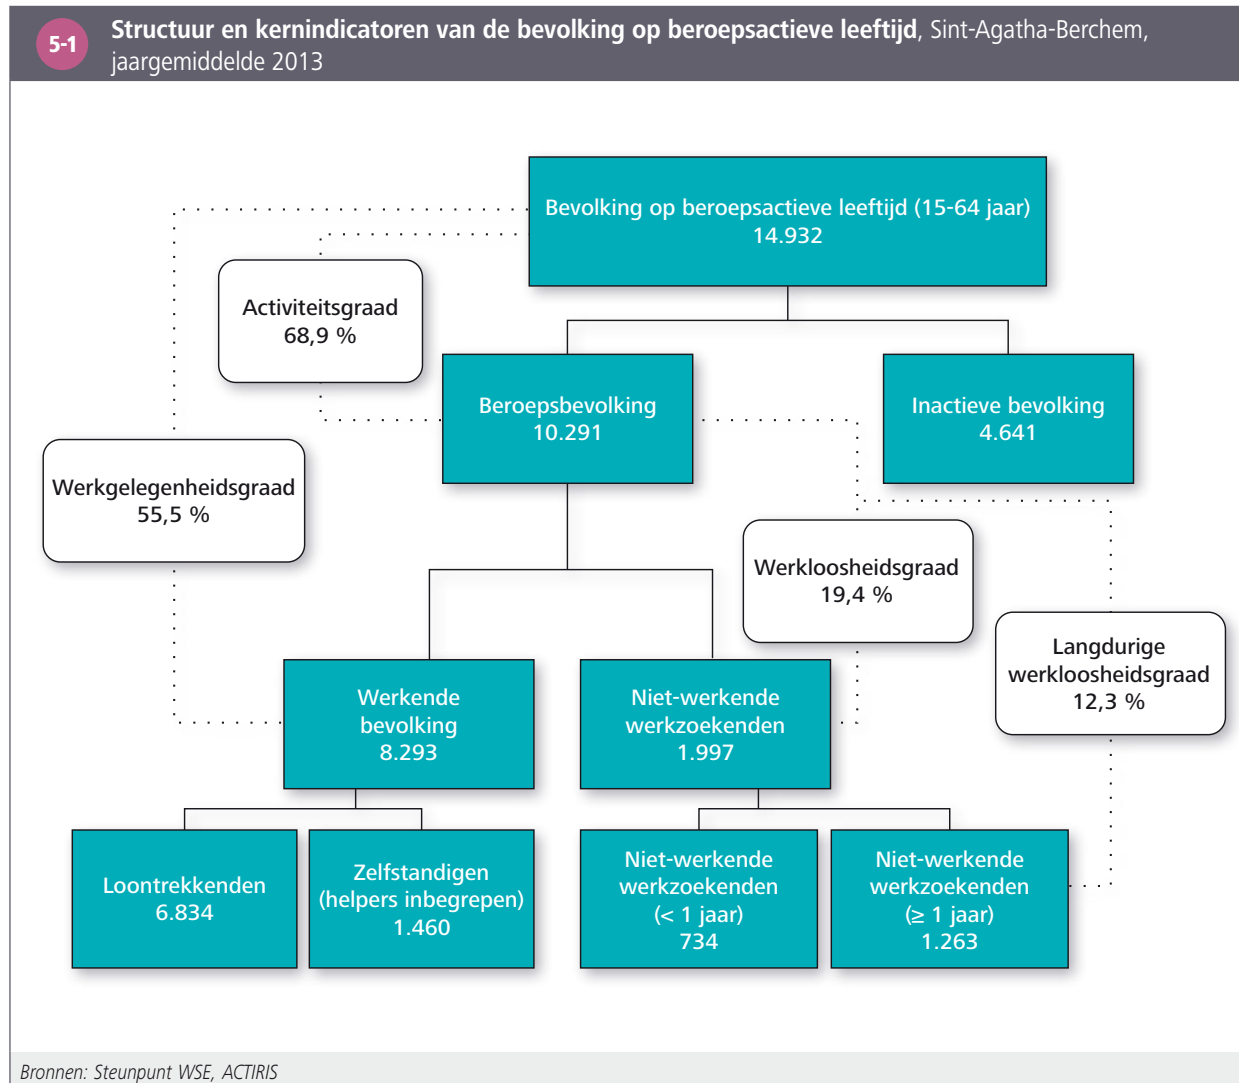 5-1
Structuur en kernindicatoren van de bevolking op beroepsactieve leeftijd, Sint-Agatha-Berchem,
jaargemiddelde 2013
Bevolking op beroepsactieve leeftijd (15-64 jaar)
14.932
Activiteitsgraad
68,9 %
Beroepsbevolking
10.291
Inactieve bevolking
4.641
Werkgelegenheidsgraad
55,5 %
Werkloosheidsgraad
19,4 %
Langdurige
werkloosheidsgraad
12,3 %
Werkende
bevolking
8.293
Niet-werkende
werkzoekenden
1.997
Loontrekkenden
6.834
Zelfstandigen
(helpers inbegrepen)
1.460
Niet-werkende
werkzoekenden
(< 1 jaar)
734
Niet-werkende
werkzoekenden
(≥ 1 jaar)
1.263
Bronnen: Steunpunt WSE, ACTIRIS